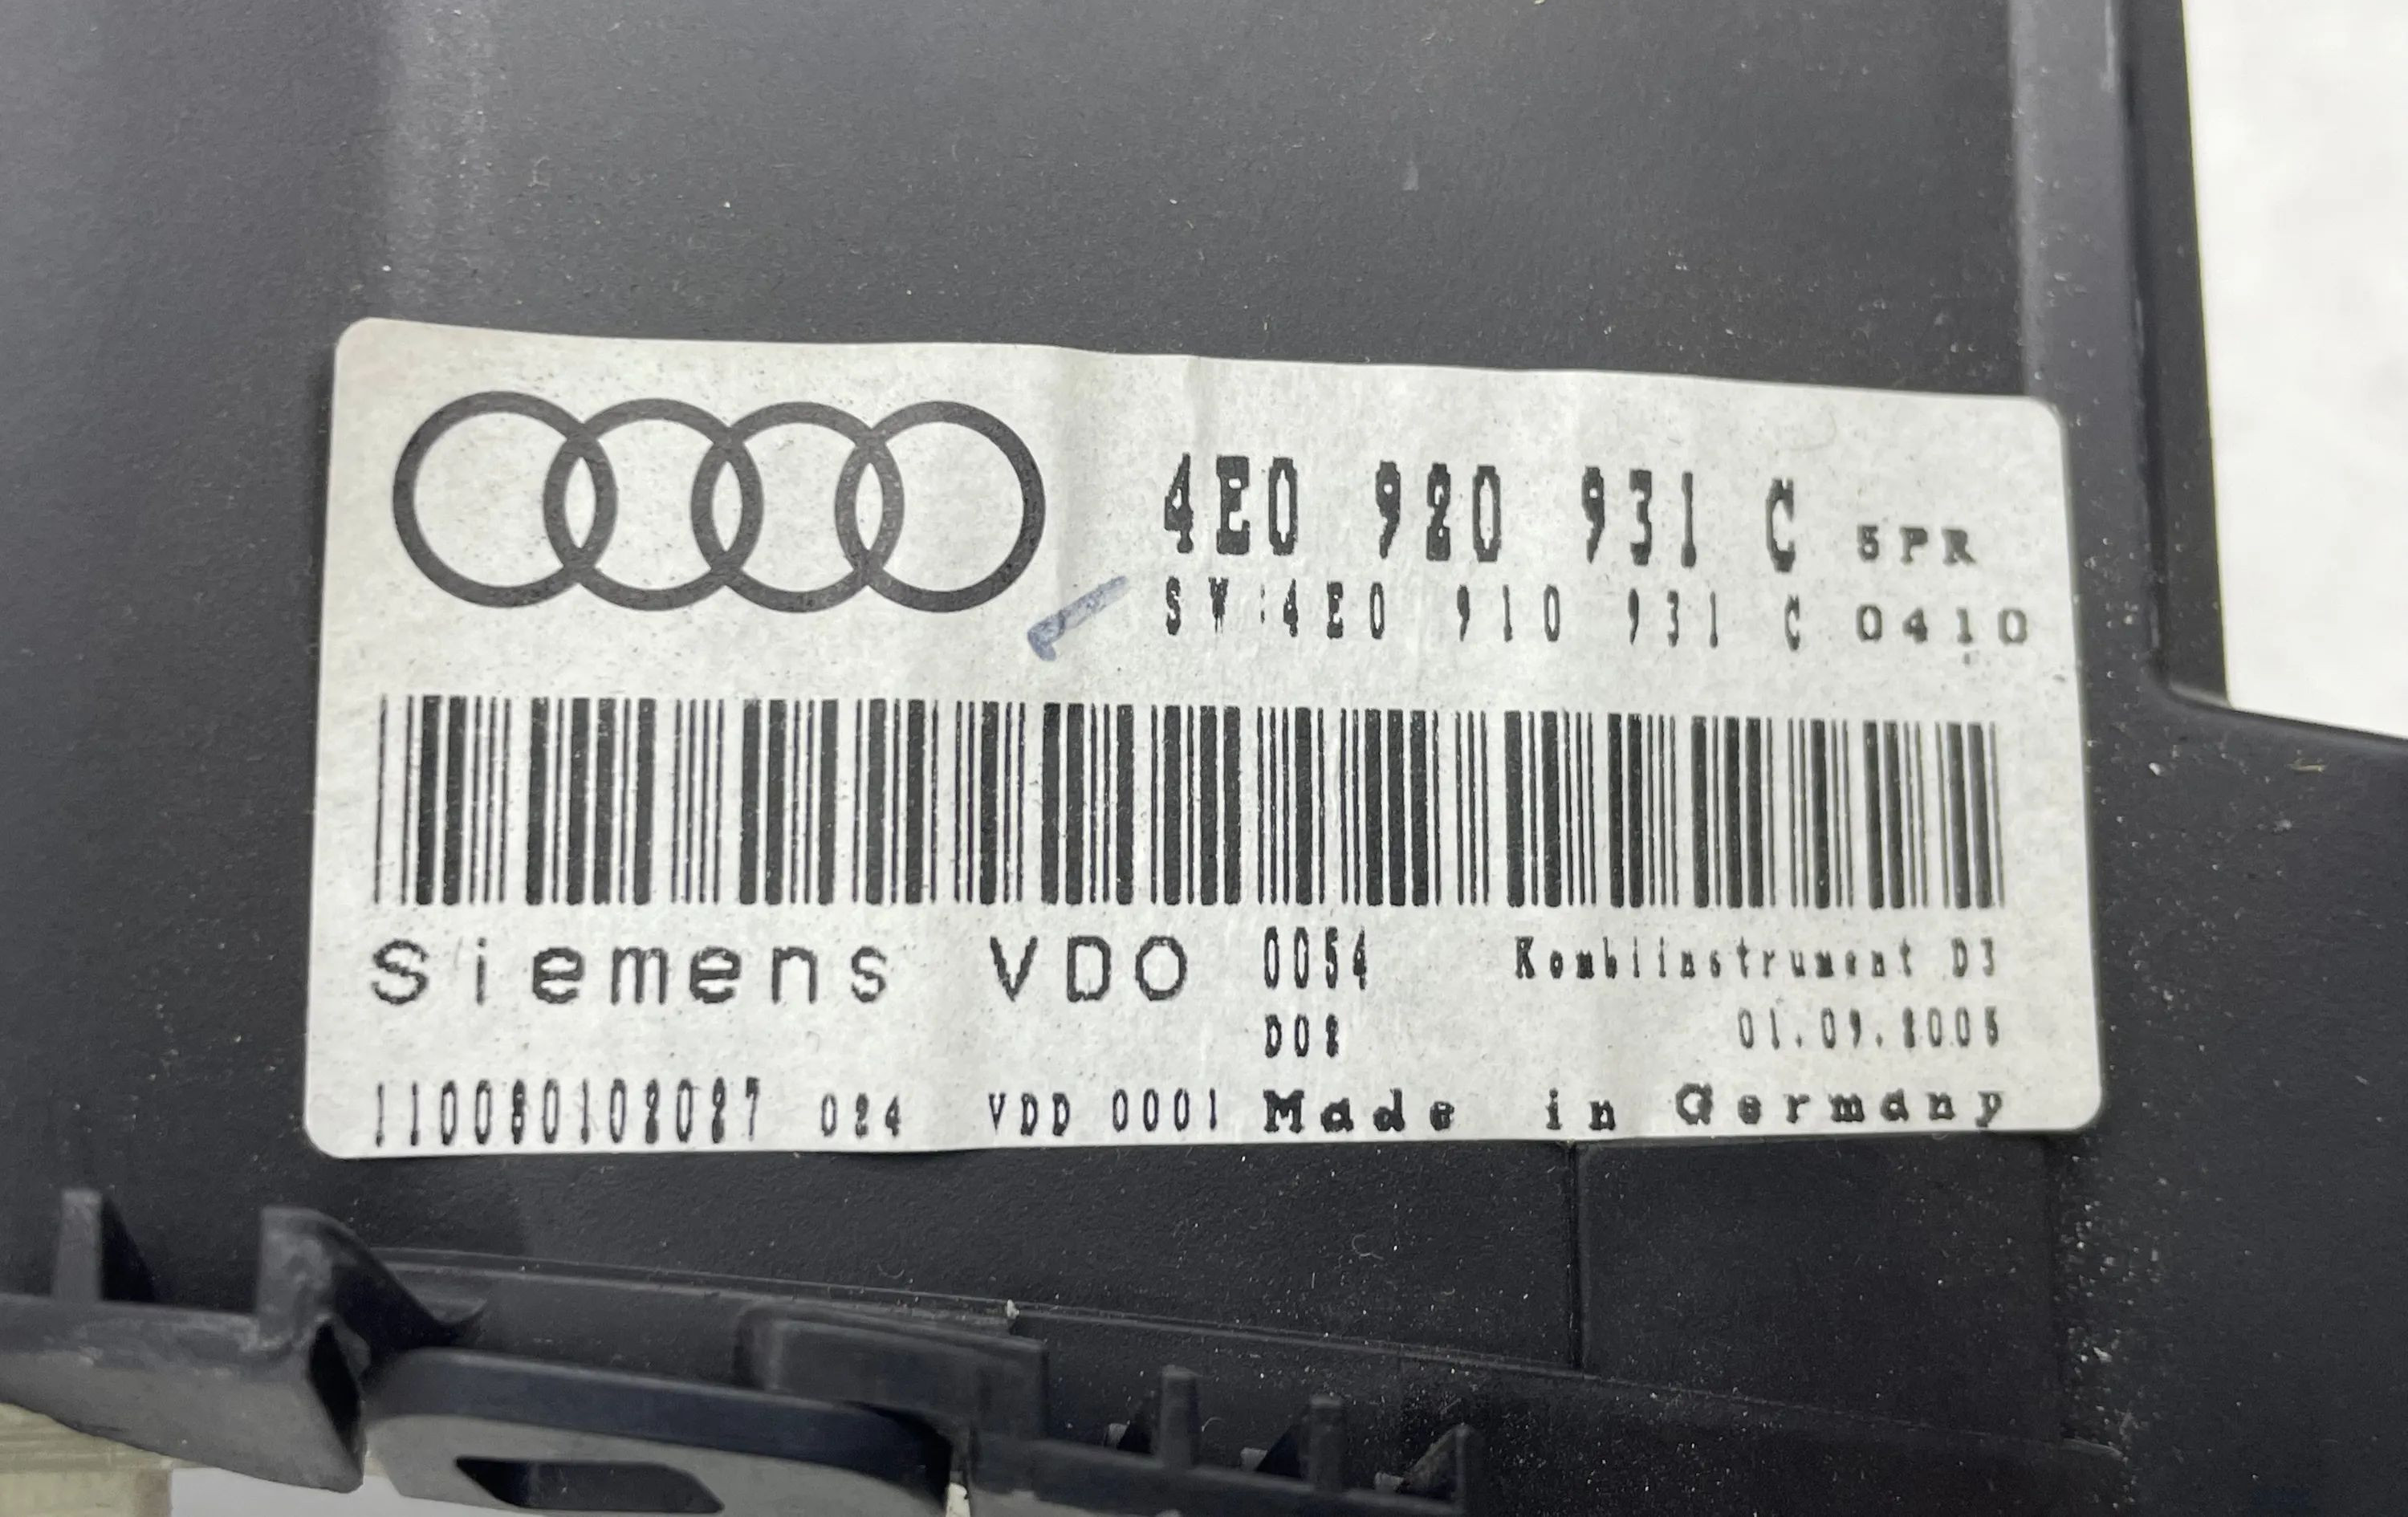 4E0 920 931 C 5PR
SW:4E0 910 931 C 0410
Siemens VDO 0054 Kombiinstrument D3
D02 01.09.2005
110080102027 024 VDD 0001 Made in Germany